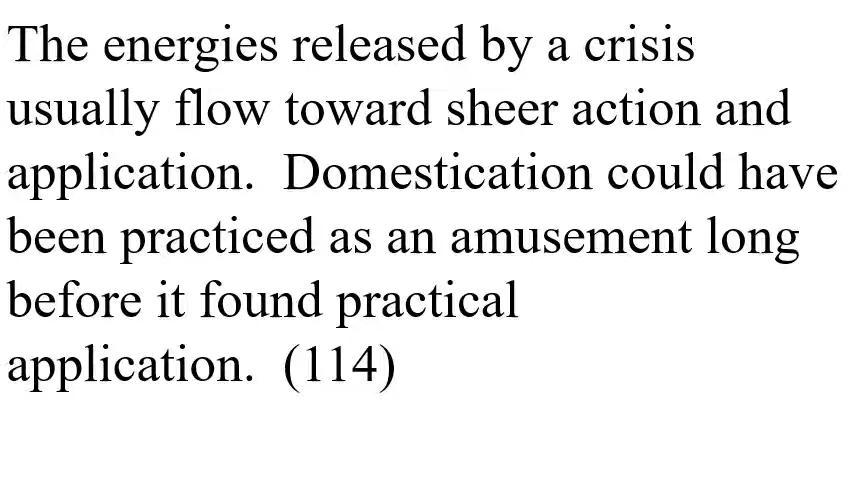 The energies released by a crisis
usually flow toward sheer action and
application.  Domestication could have
been practiced as an amusement long
before it found practical
application.  (114)